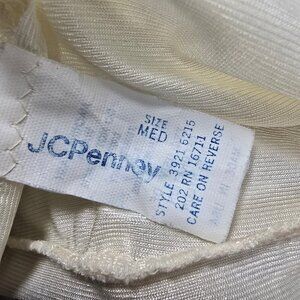 SIZE
MED
JCPenney
STYLE 3921 6215
202 RN 16711
CARE ON REVERSE